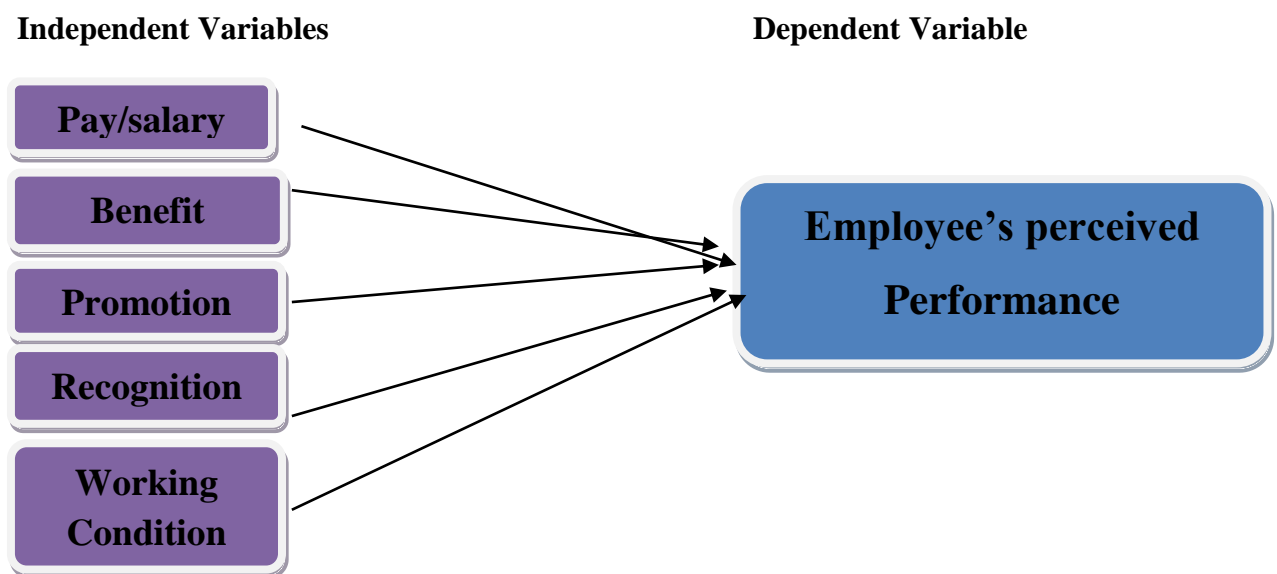 Independent Variables
Dependent Variable
Pay/salary
Benefit
Promotion
Recognition
Working
Condition
Employee’s perceived
Performance